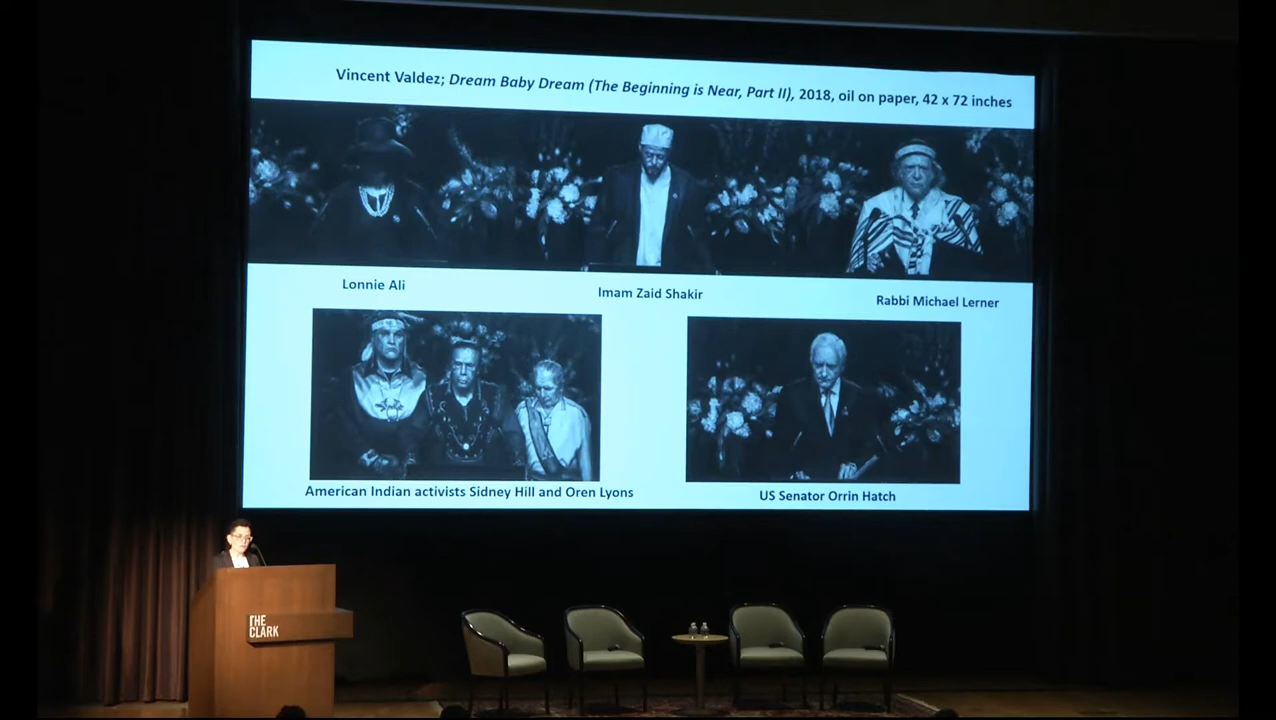 Vincent Valdez; Dream Baby Dream (The Beginning is Near, Part II), 2018, oil on paper, 42 x 72 inches
Lonnie Ali
Imam Zaid Shakir
Rabbi Michael Lerner
American Indian activists Sidney Hill and Oren Lyons
US Senator Orrin Hatch
THE
CLARK